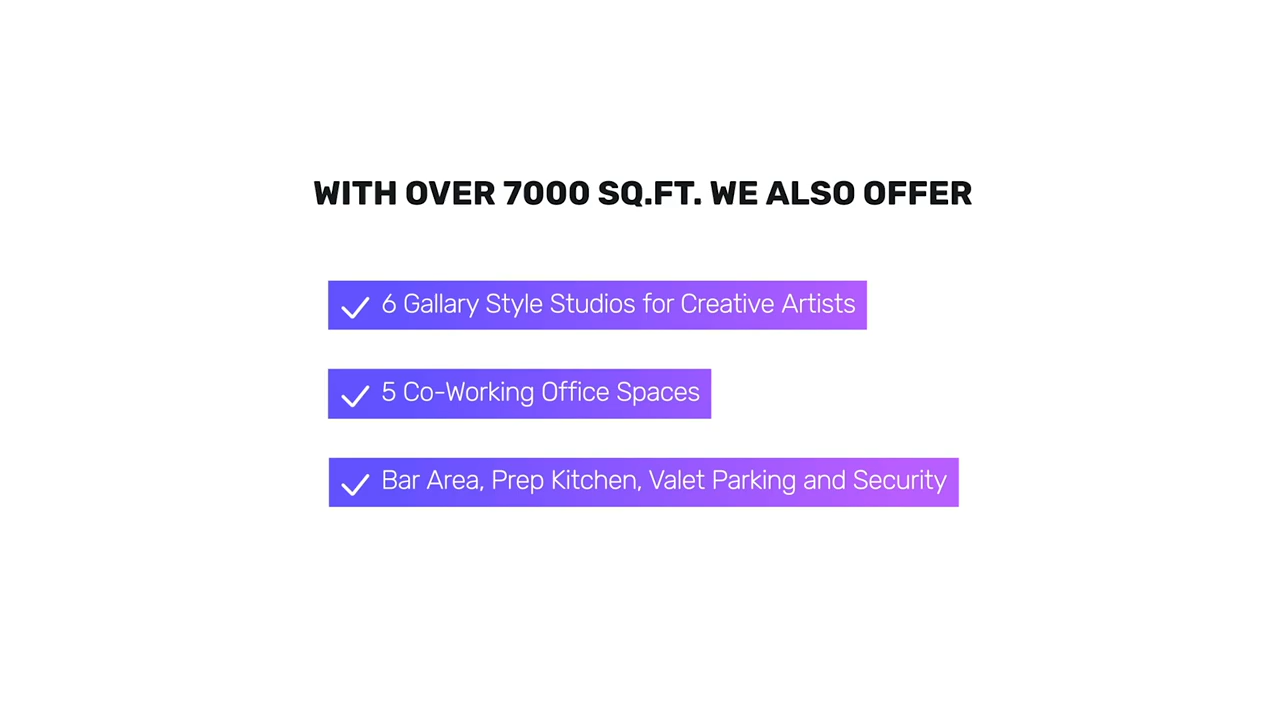 WITH OVER 7000 SQ.FT. WE ALSO OFFER
6 Gallary Style Studios for Creative Artists
5 Co-Working Office Spaces
Bar Area, Prep Kitchen, Valet Parking and Security